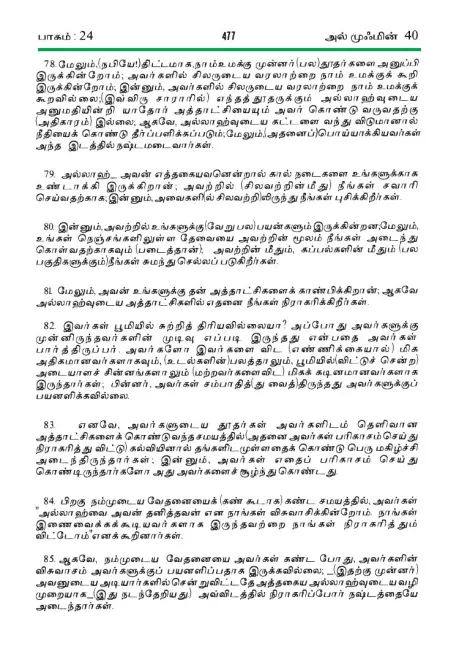 பாகம் : 24 477 அல் முஃமின் 40
78. மேலும், (நபியே!) திட்டமாக, நாம் உமக்கு முன்னர் (பல) தூதர்களை அனுப்பி
இருக்கின்றோம்; அவர்களில் சிலருடைய வரலாற்றை நாம் உமக்குக் கூறி
இருக்கின்றோம்; இன்னும், அவர்களில் சிலருடைய வரலாற்றை நாம் உமக்குக்
கூறவில்லை; (இவ்விரு சாராரில்) எந்தத் தூதருக்கும் அல்லாஹ்வுடைய
அனுமதியின்றி யாதோர் அத்தாட்சியையும் அவர் கொண்டு வருவதற்கு
(அதிகாரம்) இல்லை; ஆகவே, அல்லாஹ்வுடைய கட்டளை வந்து விடுமானால்
நீதியைக் கொண்டு தீர்ப்பளிக்கப்படும்; மேலும், (அதனைப்) பொய்யாக்கியவர்கள்
அந்த இடத்தில் நஷ்டமடைவார்கள்.
79. அல்லாஹ்_ அவன் எத்தகையவனென்றால் கால் நடைகளை உங்களுக்காக
உண்டாக்கி இருக்கிறான்; அவற்றில் (சிலவற்றின் மீது) நீங்கள் சவாரி
செய்வதற்காக; இன்னும், அவைகளில் சிலவற்றிலிருந்து நீங்கள் புசிக்கிறீர்கள்.
80. இன்னும், அவற்றில் உங்களுக்கு (வேறு பல) பயன்களும் இருக்கின்றன; மேலும்,
உங்கள் நெஞ்சங்களிலுள்ள தேவையை அவற்றின் மூலம் நீங்கள் அடைந்து
கொள்வதற்காகவும் (படைத்தான்); அவற்றின் மீதும், கப்பல்களின் மீதும் (பல
பகுதிகளுக்கும்) நீங்கள் சுமந்து செல்லப்படுகிறீர்கள்.
81. மேலும், அவன் உங்களுக்கு தன் அத்தாட்சிகளைக் காண்பிக்கிறான்; ஆகவே
அல்லாஹ்வுடைய அத்தாட்சிகளில் எதனை நீங்கள் நிராகரிக்கிறீர்கள்.
82. இவர்கள் பூமியில் சுற்றித் திரியவில்லையா? அப்போது அவர்களுக்கு
முன்னிருந்தவர்களின் முடிவு எப்படி இருந்தது என்பதை அவர்கள்
பார்த்திருப்பர். அவர்களோ இவர்களை விட (எண்ணிக்கையால்) மிக
அதிகமானவர்களாகவும், (உடல்களின்) பலத்தாலும், பூமியில் (விட்டுச் சென்ற)
அடையாளச் சின்னங்களாலும் (மற்றவர்களைவிட) மிகக் கடினமானவர்களாக
இருந்தார்கள்; பின்னர், அவர்கள் சம்பாதித்(து வைத்)திருந்தது அவர்களுக்குப்
பயனளிக்கவில்லை.
83. எனவே, அவர்களுடைய தூதர்கள் அவர்களிடம் தெளிவான
அத்தாட்சிகளைக் கொண்டுவந்த சமயத்தில் (அதனை அவர்கள் பரிகாசம் செய்து
நிராகரித்து விட்டு) கல்வியினால் தங்களிடமுள்ளதைக் கொண்டு பெரு மகிழ்ச்சி
அடைந்திருந்தார்கள்; இன்னும், அவர்கள் எதைப் பரிகாசம் செய்து
கொண்டிருந்தார்களோ அது அவர்களைச் சூழ்ந்து கொண்டது.
84. பிறகு நம்முடைய வேதனையைக் (கண் கூடாக) கண்ட சமயத்தில், அவர்கள்
"அல்லாஹ்வை அவன் தனித்தவன் என நாங்கள் விசுவாசிக்கின்றோம். நாங்கள்
இணைவைக்கக்கூடியவர்களாக இருந்தவற்றை நாங்கள் நிராகரித்தும்
விட்டோம்" எனக் கூறினார்கள்.
85. ஆகவே, நம்முடைய வேதனையை அவர்கள் கண்ட போது, அவர்களின்
விசுவாசம் அவர்களுக்குப் பயனளிப்பதாக இருக்கவில்லை; _(இதற்கு முன்னர்)
அவனுடைய அடியார்களில் சென்றுவிட்டதே அத்தகைய அல்லாஹ்வுடைய வழி
முறையாக_ (இது நடந்தேறியது.) அவ்விடத்தில் நிராகரிப்போர் நஷ்டத்தையே
அடைந்தார்கள்.